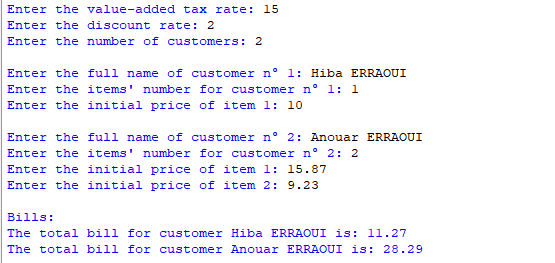 Enter the value-added tax rate: 15
Enter the discount rate: 2
Enter the number of customers: 2
Enter the full name of customer n° 1: Hiba ERRAOUI
Enter the items' number for customer n° 1: 1
Enter the initial price of item 1: 10
Enter the full name of customer n° 2: Anouar ERRAOUI
Enter the items' number for customer n° 2: 2
Enter the initial price of item 1: 15.87
Enter the initial price of item 2: 9.23
Bills:
The total bill for customer Hiba ERRAOUI is: 11.27
The total bill for customer Anouar ERRAOUI is: 28.29